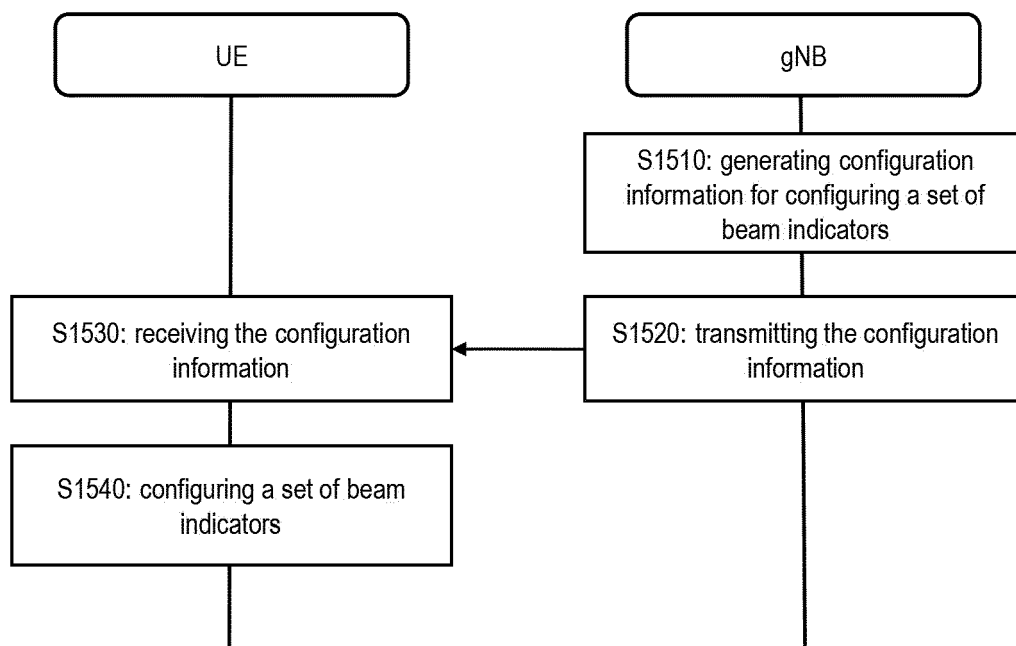 UE
gNB
S1510: generating configuration
information for configuring a set of
beam indicators
S1530: receiving the configuration
information
S1520: transmitting the configuration
information
S1540: configuring a set of beam
indicators